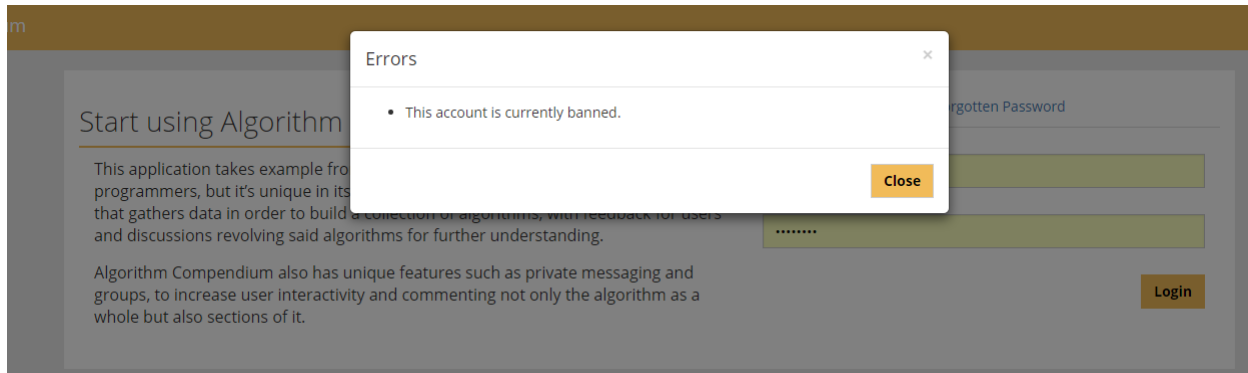 um
Errors
×
• This account is currently banned.
Close
Start using Algorithm
This application takes example fro
programmers, but it's unique in its
that gathers data in order to build a collection of algorithms, with feedback for users
and discussions revolving said algorithms for further understanding.
Algorithm Compendium also has unique features such as private messaging and
groups, to increase user interactivity and commenting not only the algorithm as a
whole but also sections of it.
rgotten Password
••••••••
Login